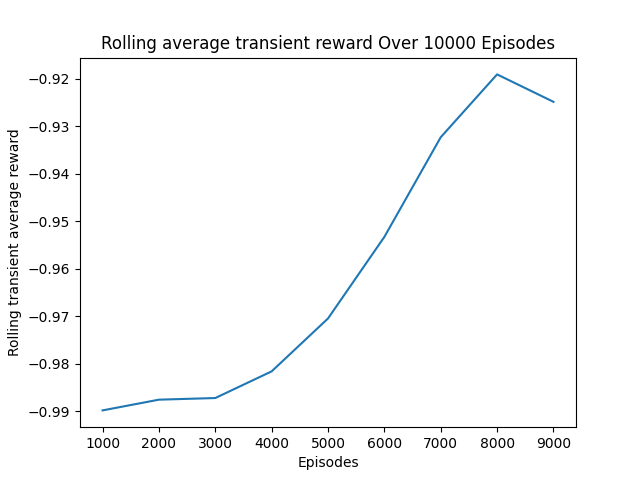 Rolling average transient reward Over 10000 Episodes
Rolling transient average reward
−0.92
−0.93
−0.94
−0.95
−0.96
−0.97
−0.98
−0.99
1000 2000 3000 4000 5000 6000 7000 8000 9000
Episodes